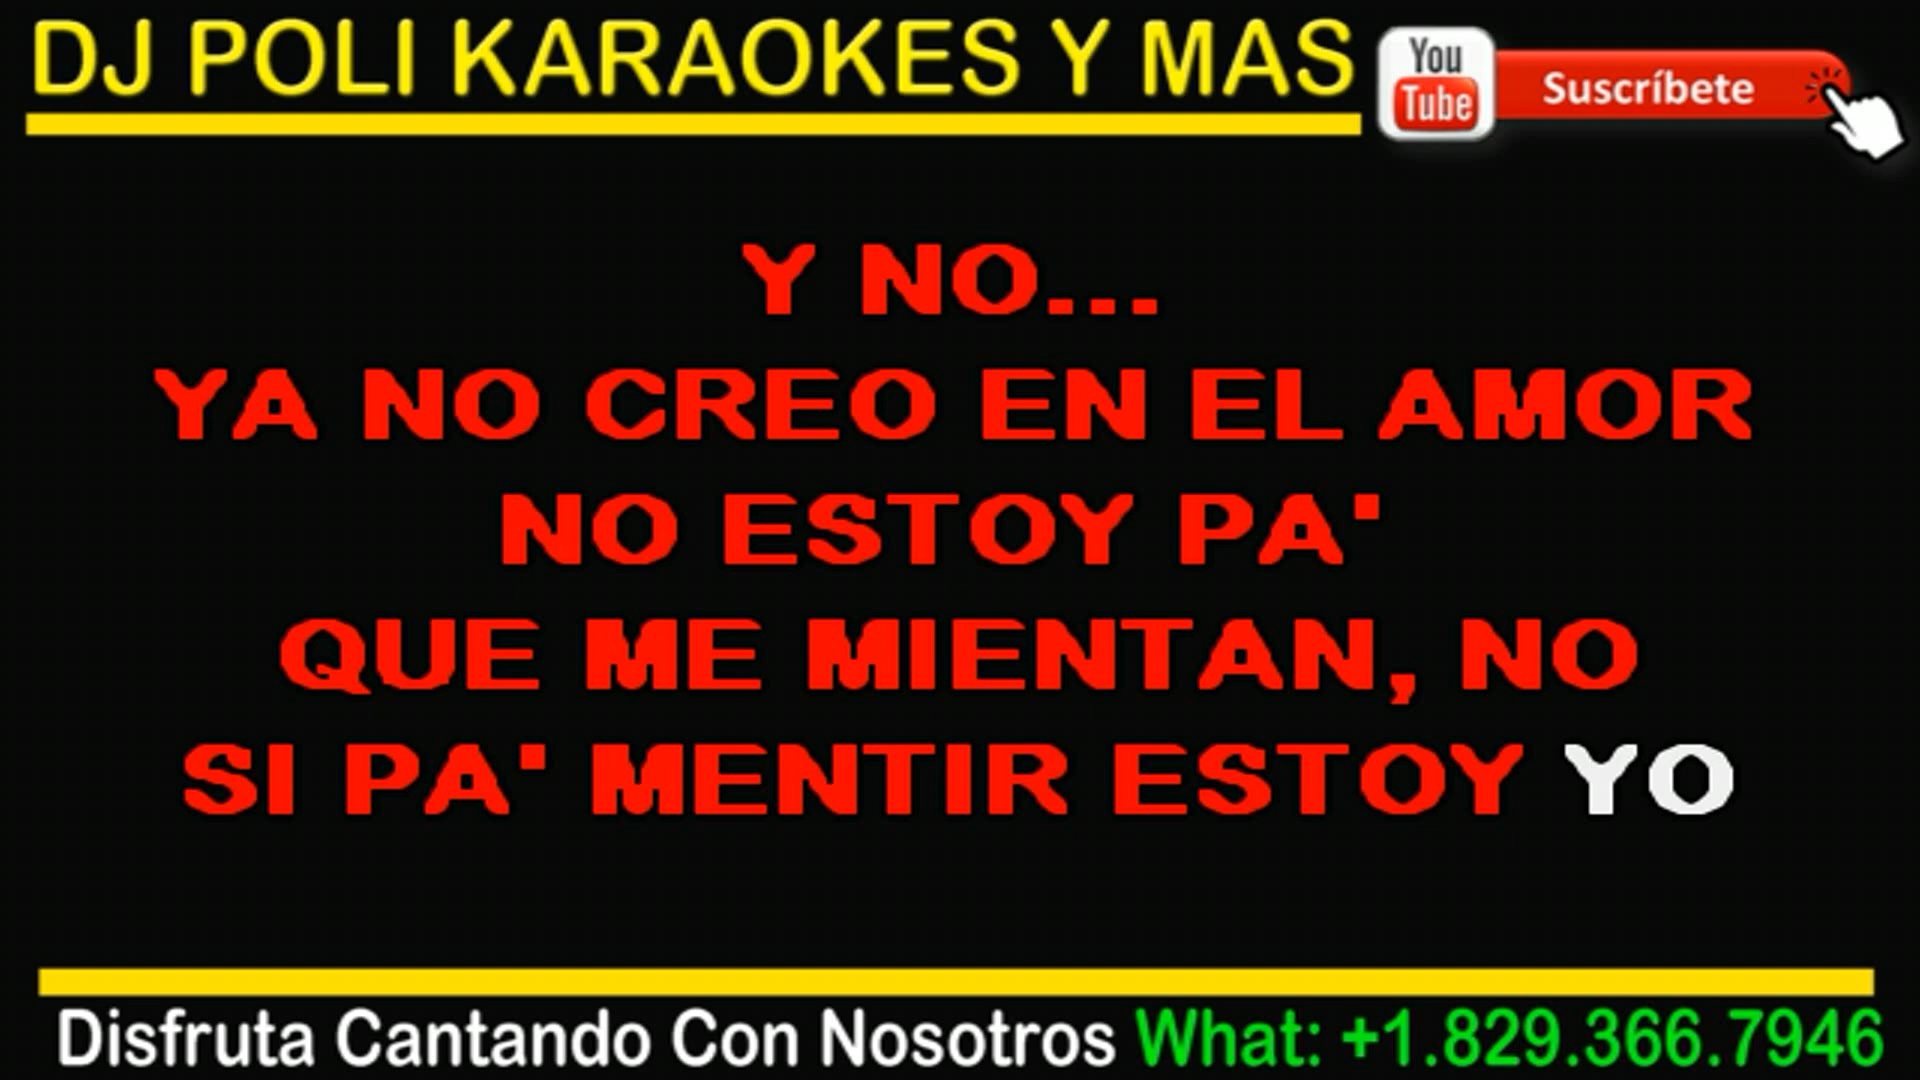 DJ POLI KARAOKES Y MAS
You
Tube
Suscríbete
Y NO...
YA NO CREO EN EL AMOR
NO ESTOY PA'
QUE ME MIENTAN, NO
SI PA' MENTIR ESTOY YO
Disfruta Cantando Con Nosotros What: +1.829.366.7946